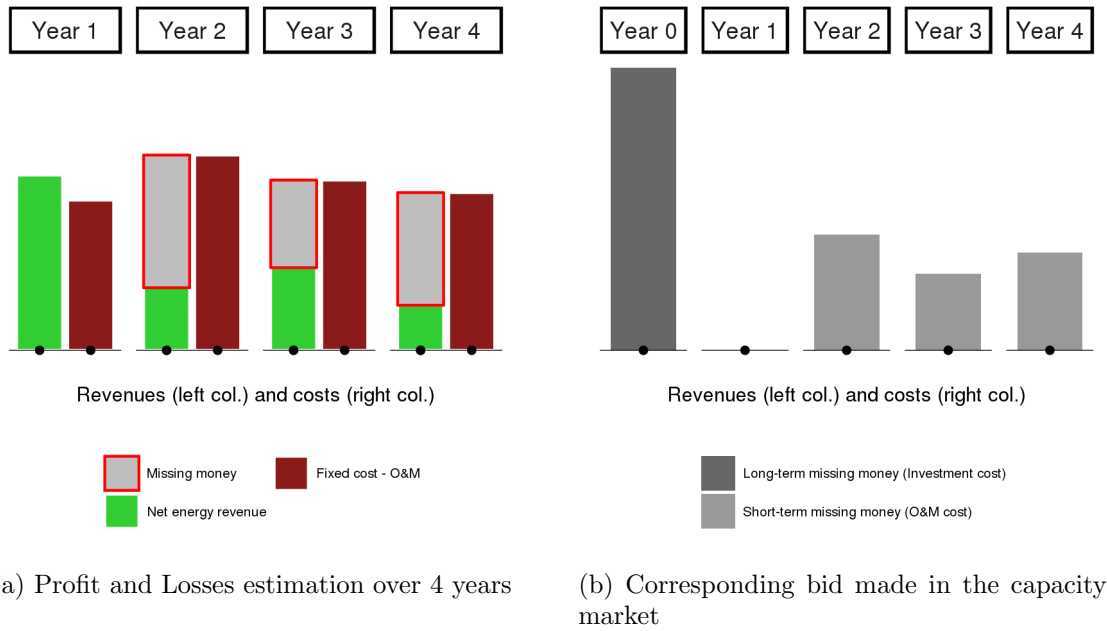 Year 1
Year 2
Year 3
Year 4
Revenues (left col.) and costs (right col.)
Missing money
Fixed cost - O&M
Net energy revenue
a) Profit and Losses estimation over 4 years
Year 0
Year 1
Year 2
Year 3
Year 4
Revenues (left col.) and costs (right col.)
Long-term missing money (Investment cost)
Short-term missing money (O&M cost)
(b) Corresponding bid made in the capacity
market